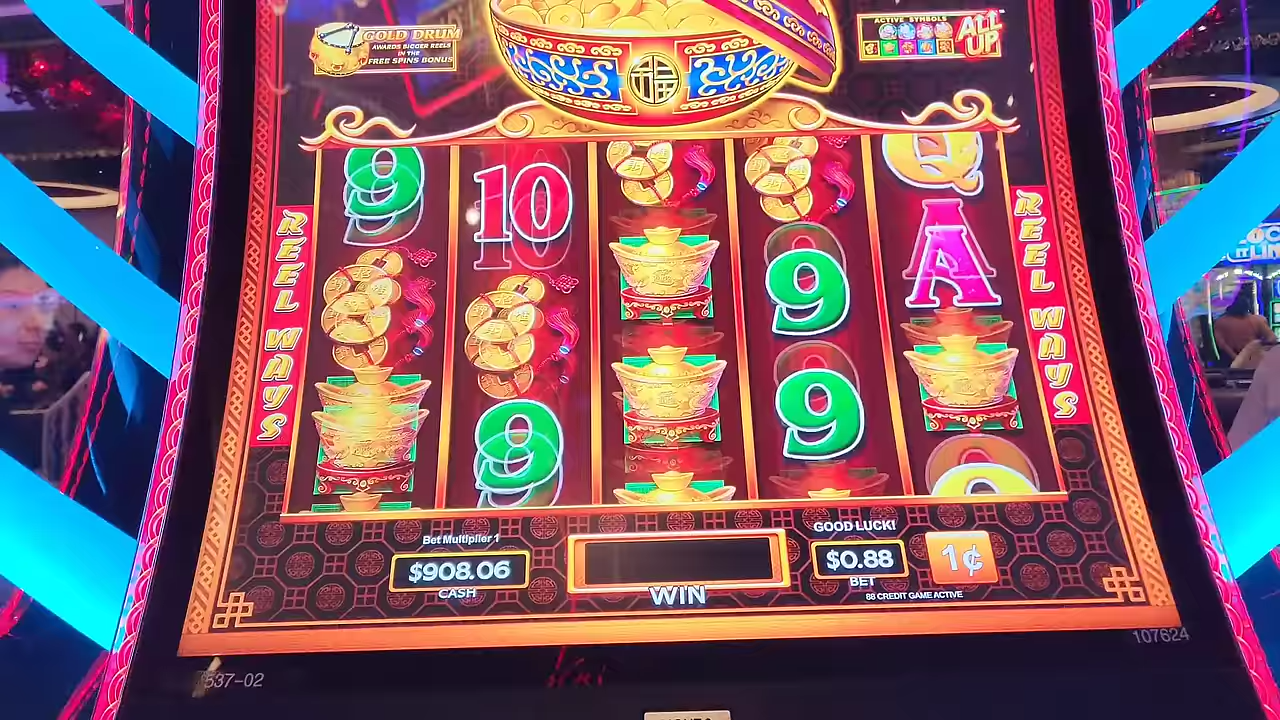 GOLD DRUM
AWARDS BIGGER REELS
IN THE
FREE SPINS BONUS
福
ACTIVE SYMBOLS
ALL
UP
REEL WAYS
9
10
Q
9
A
REEL WAYS
9
9
Bet Multiplier 1
$908.06
CASH
WIN
GOOD LUCK!
$0.88
BET
88 CREDIT GAME ACTIVE
1¢
537-02
107624